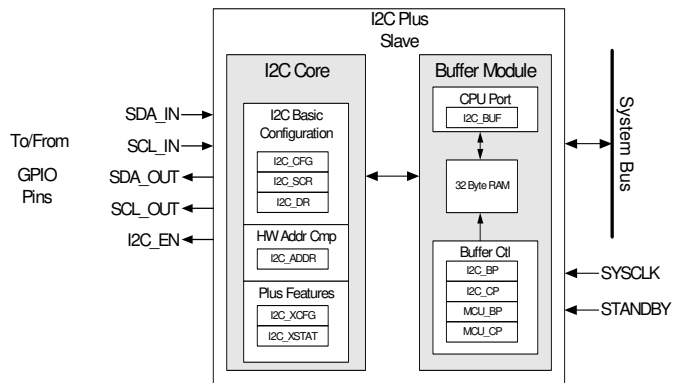 I2C Plus
Slave
I2C Core
I2C Basic
Configuration
I2C_CFG
I2C_SCR
I2C_DR
HW Addr Cmp
I2C_ADDR
Plus Features
I2C_XCFG
I2C_XSTAT
Buffer Module
CPU Port
I2C_BUF
32 Byte RAM
Buffer Ctl
I2C_BP
I2C_CP
MCU_BP
MCU_CP
To/From
GPIO
Pins
SDA_IN
SCL_IN
SDA_OUT
SCL_OUT
I2C_EN
System Bus
SYSCLK
STANDBY